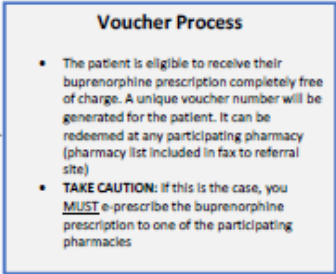 Voucher Process
• The patient is eligible to receive their
buprenorphine prescription completely free
of charge. A unique voucher number will be
generated for the patient. It can be
redeemed at any participating pharmacy
(pharmacy list included in fax to referral
site)
• TAKE CAUTION: If this is the case, you
MUST e-prescribe the buprenorphine
prescription to one of the participating
pharmacies